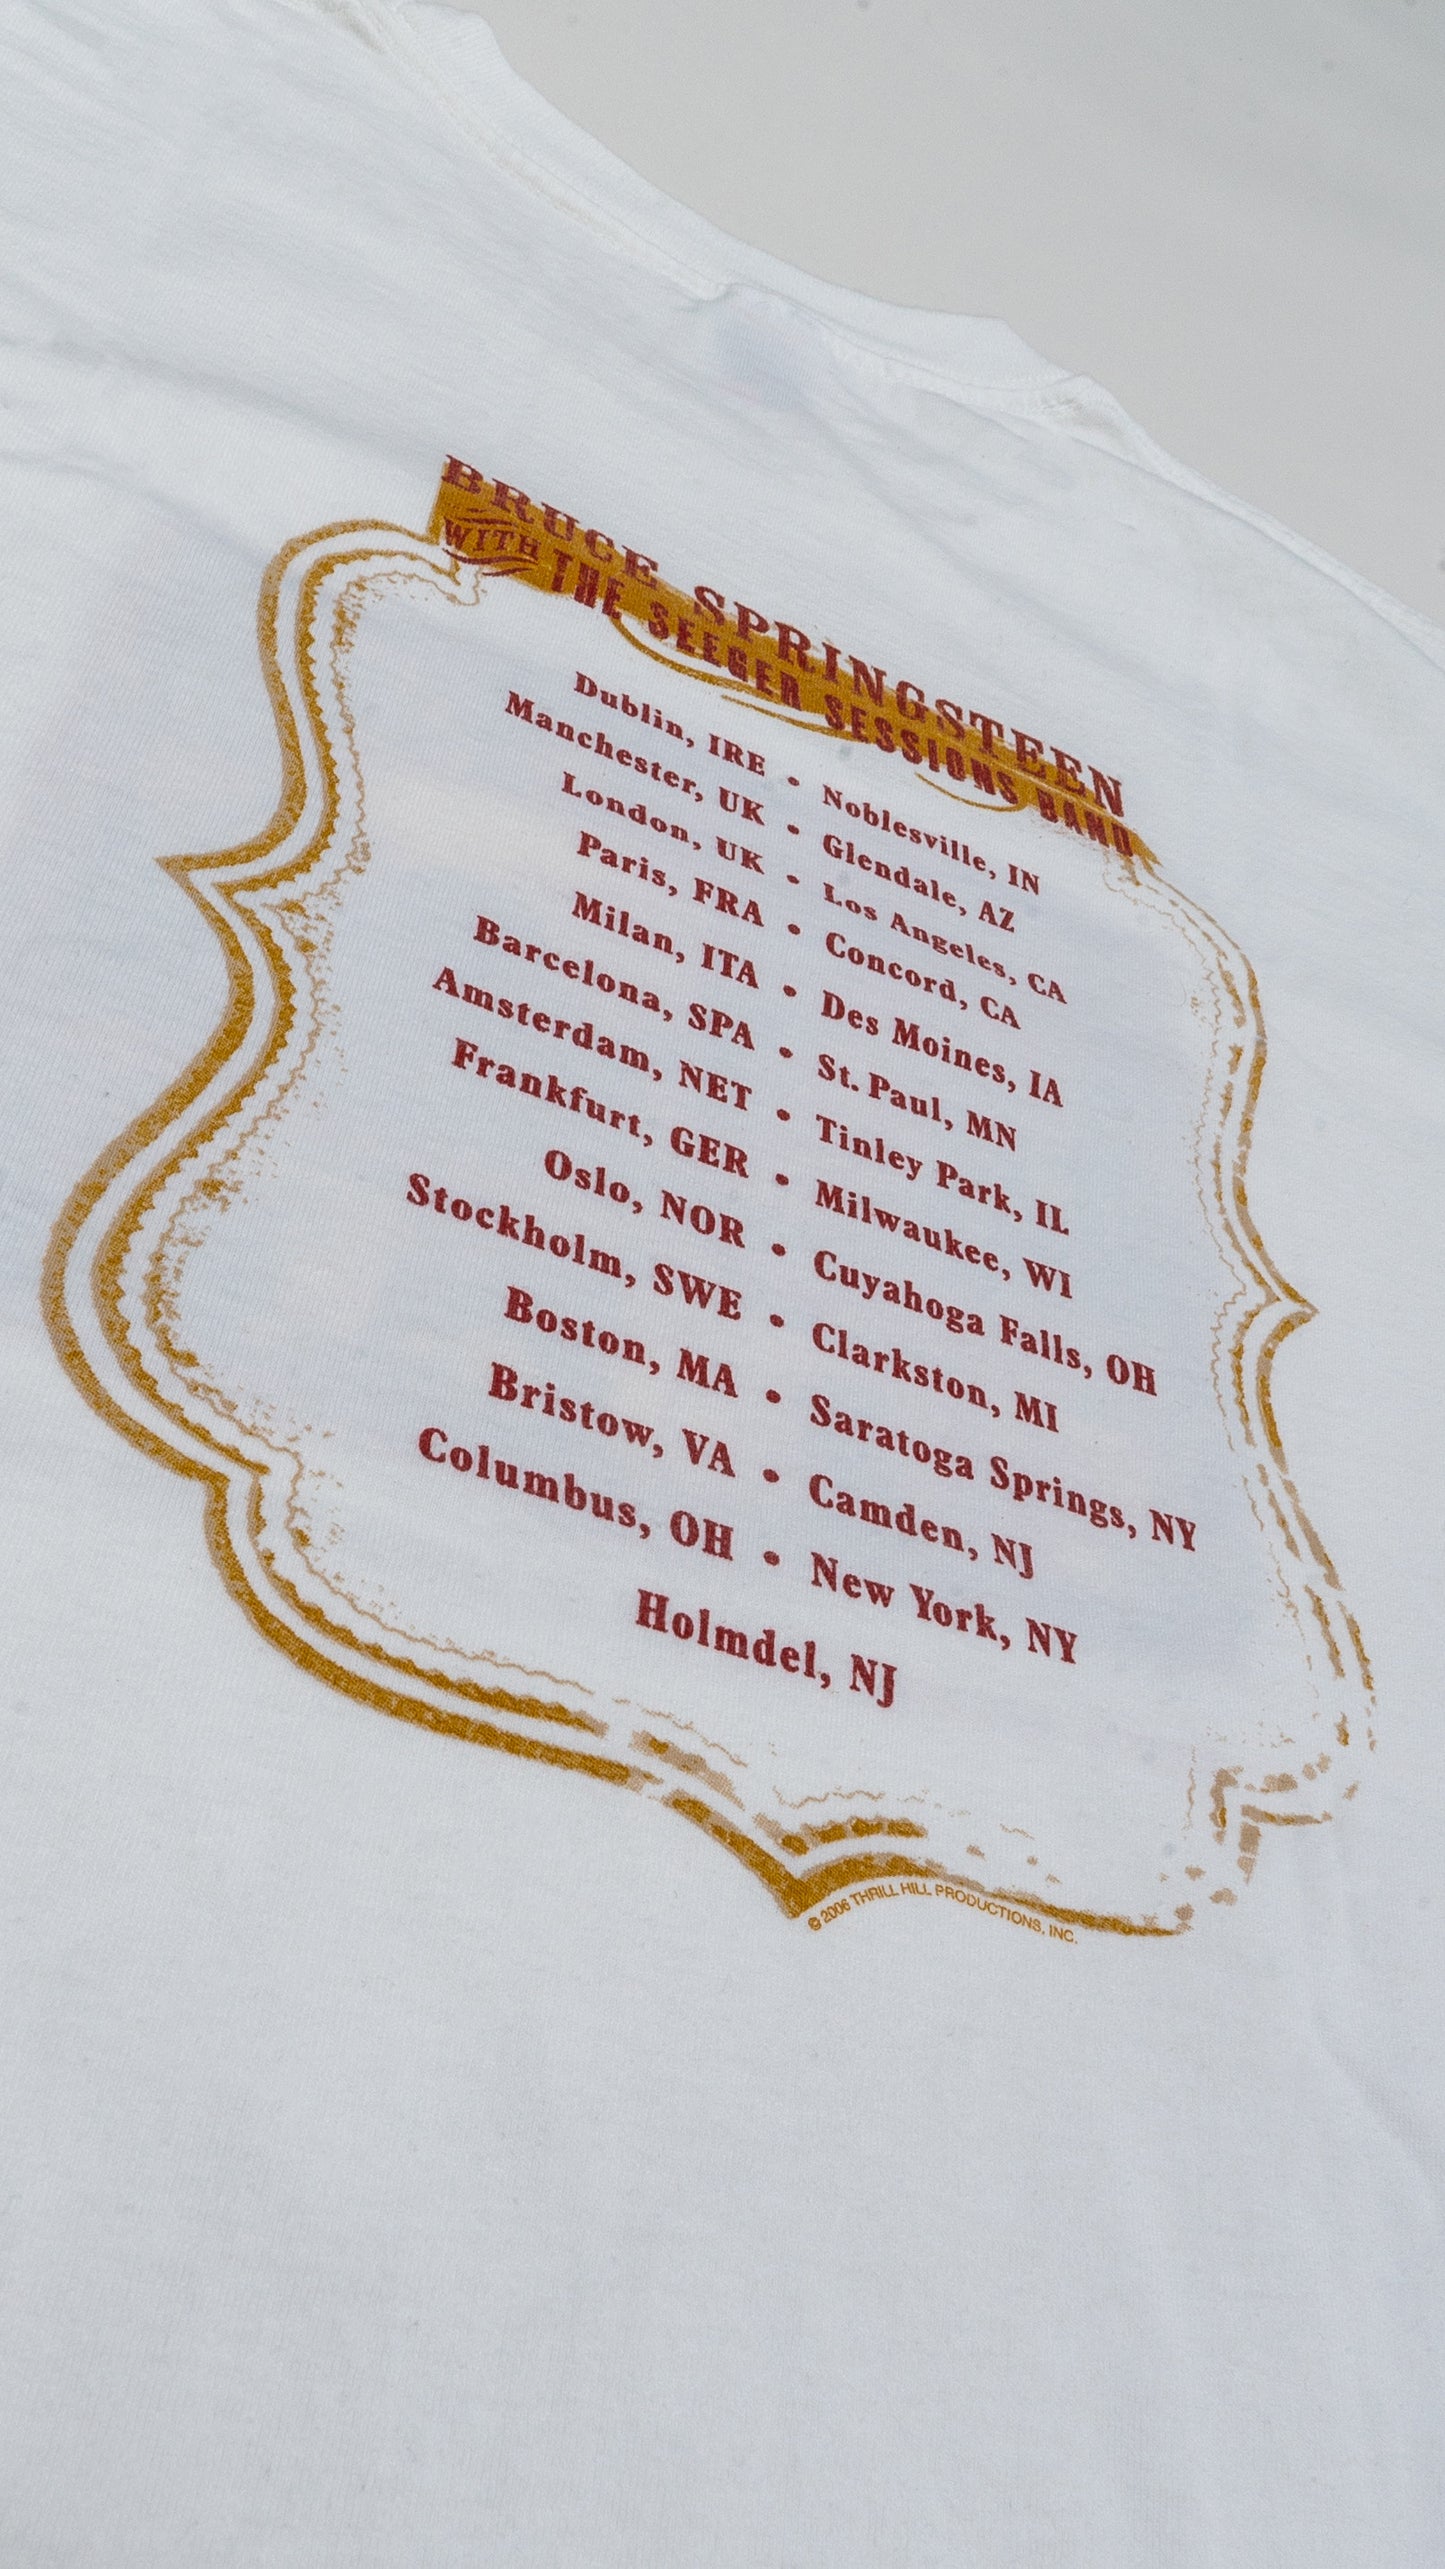 BRUCE SPRINGSTEEN
WITH THE SEEGER SESSIONS BAND
Dublin, IRE • Noblesville, IN
Manchester, UK • Glendale, AZ
London, UK • Los Angeles, CA
Paris, FRA • Concord, CA
Milan, ITA • Des Moines, IA
Barcelona, SPA • St. Paul, MN
Amsterdam, NET • Tinley Park, IL
Frankfurt, GER • Milwaukee, WI
Oslo, NOR • Cuyahoga Falls, OH
Stockholm, SWE • Clarkston, MI
Boston, MA • Saratoga Springs, NY
Bristow, VA • Camden, NJ
Columbus, OH • New York, NY
Holmdel, NJ
© 2006 THRILL HILL PRODUCTIONS, INC.